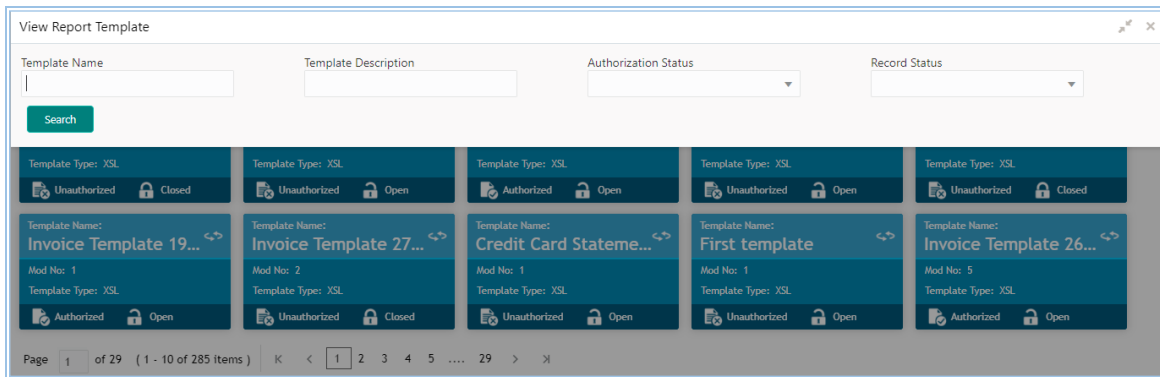 View Report Template
Template Name Template Description Authorization Status Record Status
Search
Template Type: XSL Template Type: XSL Template Type: XSL Template Type: XSL Template Type: XSL
Unauthorized Closed Unauthorized Open Authorized Open Unauthorized Open Unauthorized Closed
Template Name: Template Name: Template Name: Template Name: Template Name:
Invoice Template 19... Invoice Template 27... Credit Card Stateme... First template Invoice Template 26...
Mod No: 1 Mod No: 2 Mod No: 1 Mod No: 1 Mod No: 5
Template Type: XSL Template Type: XSL Template Type: XSL Template Type: XSL Template Type: XSL
Authorized Open Unauthorized Closed Unauthorized Open Unauthorized Open Authorized Open
Page 1 of 29 ( 1 - 10 of 285 items ) 1 2 3 4 5 .... 29